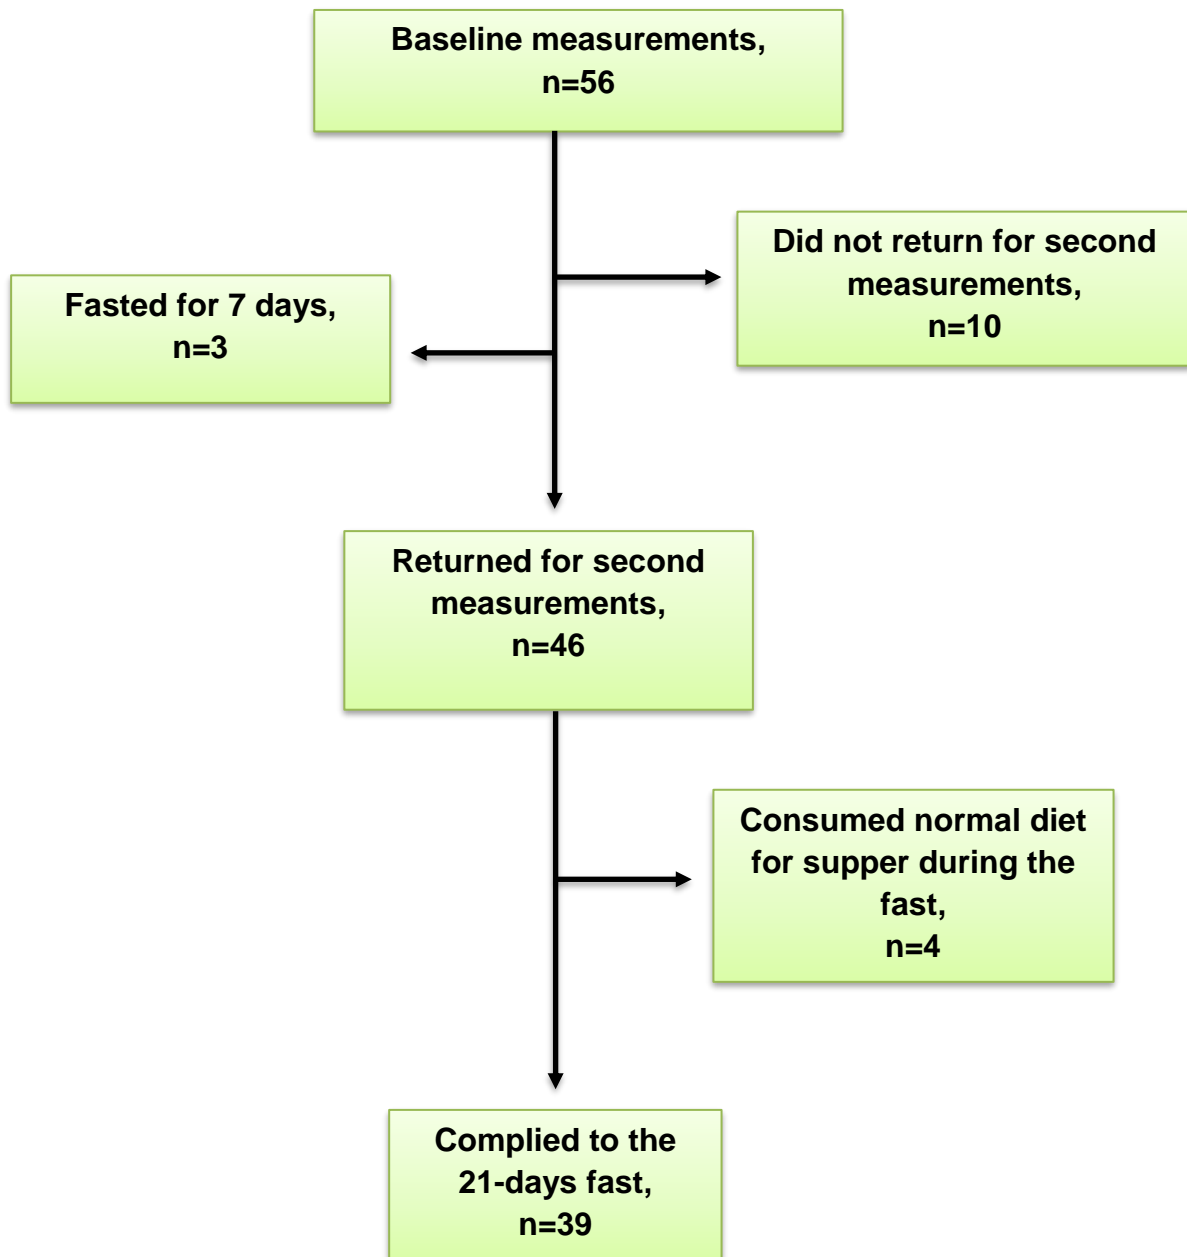 Baseline measurements,
n=56
Did not return for second
measurements,
n=10
Fasted for 7 days,
n=3
Returned for second
measurements,
n=46
Consumed normal diet
for supper during the
fast,
n=4
Complied to the
21-days fast,
n=39